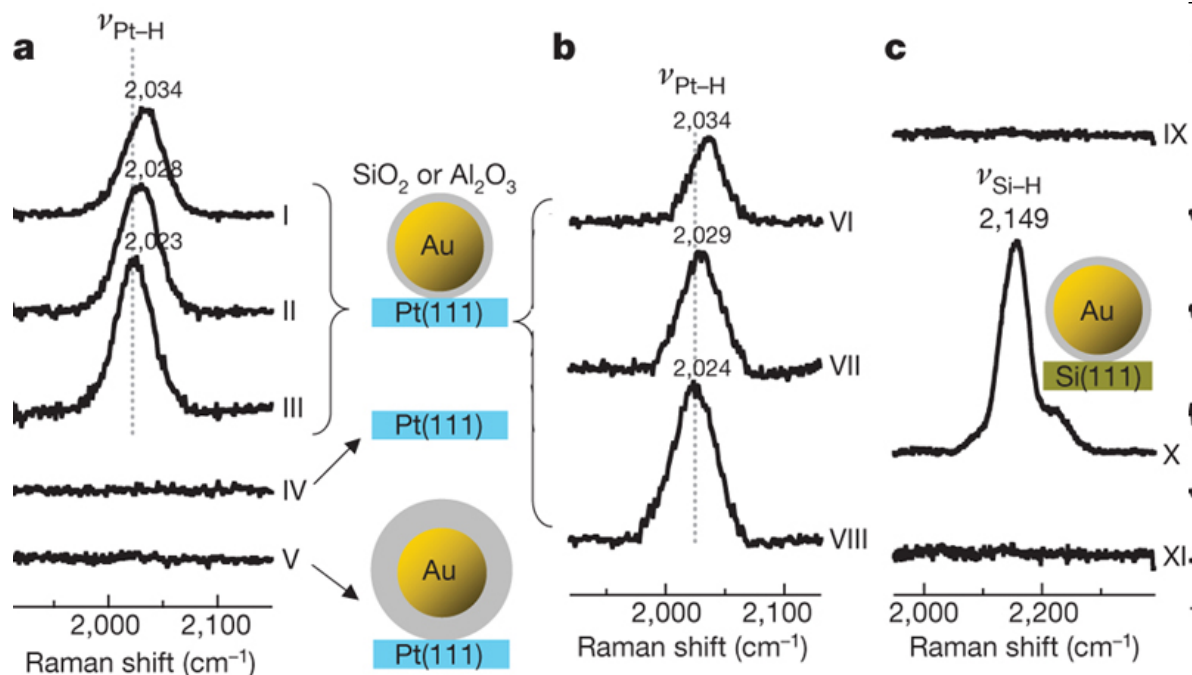 a
νPt–H
2,034
I
2,028
II
2,023
III
IV
V
2,000 2,100
Raman shift (cm⁻¹)
SiO₂ or Al₂O₃
Au
Pt(111)
Pt(111)
Au
Pt(111)
b
νPt–H
2,034
VI
2,029
VII
2,024
VIII
2,000 2,100
Raman shift (cm⁻¹)
c
IX
νSi–H
2,149
Au
Si(111)
X
XI
2,000 2,200
Raman shift (cm⁻¹)